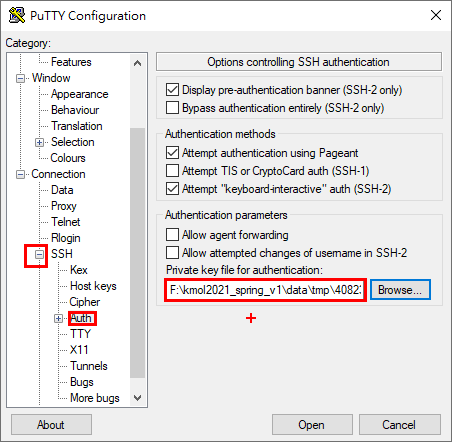 PuTTY Configuration
Category:
Features
Window
Appearance
Behaviour
Translation
Selection
Colours
Connection
Data
Proxy
Telnet
Rlogin
SSH
Kex
Host keys
Cipher
Auth
TTY
X11
Tunnels
Bugs
More bugs
Options controlling SSH authentication
Display pre-authentication banner (SSH-2 only)
Bypass authentication entirely (SSH-2 only)
Authentication methods
Attempt authentication using Pageant
Attempt TIS or CryptoCard auth (SSH-1)
Attempt "keyboard-interactive" auth (SSH-2)
Authentication parameters
Allow agent forwarding
Allow attempted changes of username in SSH-2
Private key file for authentication:
F:\kmol2021_spring_v1\data\tmp\4082
Browse...
About
Open
Cancel